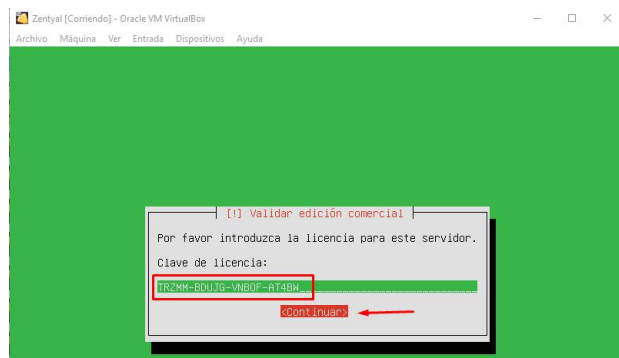 Zentyal [Corriendo] - Oracle VM VirtualBox
Archivo Máquina Ver Entrada Dispositivos Ayuda
[!] Validar edición comercial
Por favor introduzca la licencia para este servidor.
Clave de licencia:
TRZMM-BDUJG-VNBOF-AT4BW
<Continuar>